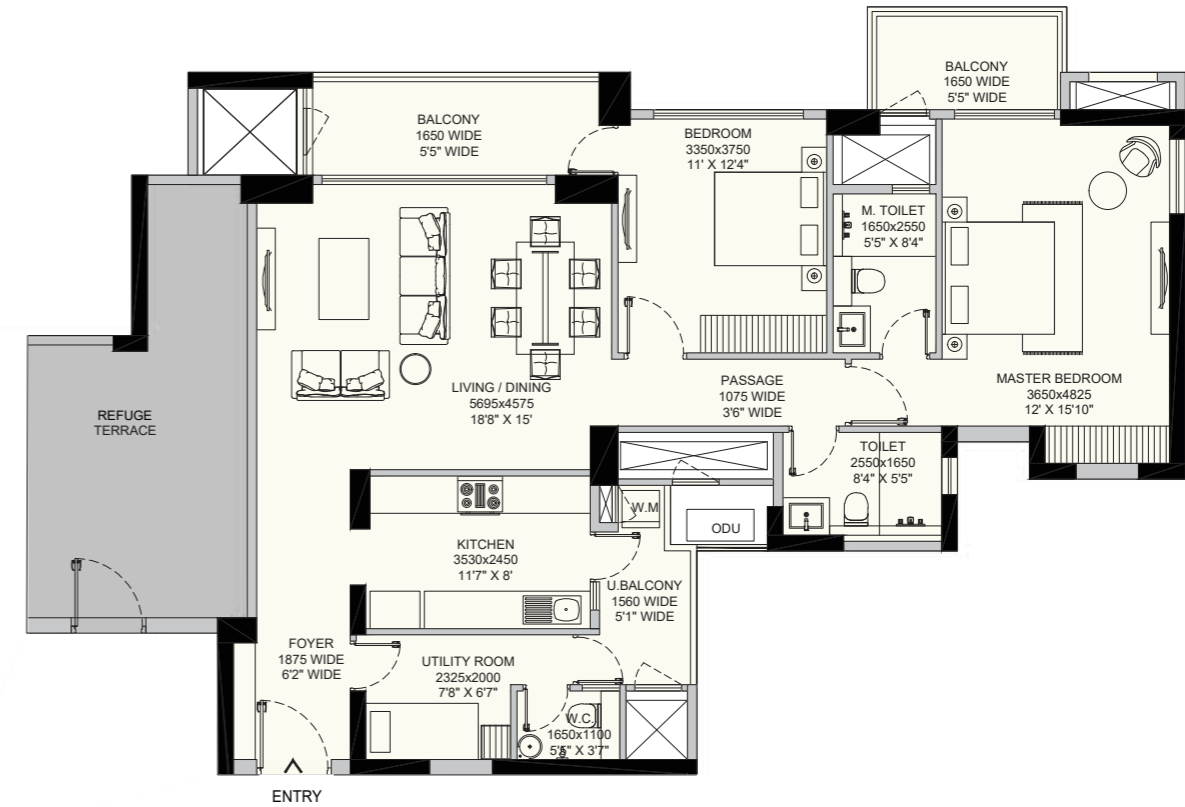 BALCONY
1650 WIDE
5'5" WIDE
BALCONY
1650 WIDE
5'5" WIDE
BEDROOM
3350x3750
11' X 12'4"
M. TOILET
1650x2550
5'5" X 8'4"
REFUGE
TERRACE
LIVING / DINING
5695x4575
18'8" X 15'
PASSAGE
1075 WIDE
3'6" WIDE
MASTER BEDROOM
3650x4825
12' X 15'10"
TOILET
2550x1650
8'4" X 5'5"
W.M
ODU
KITCHEN
3530x2450
11'7" X 8'
U.BALCONY
1560 WIDE
5'1" WIDE
FOYER
1875 WIDE
6'2" WIDE
UTILITY ROOM
2325x2000
7'8" X 6'7"
W.C.
1650x1100
5'5" X 3'7"
ENTRY